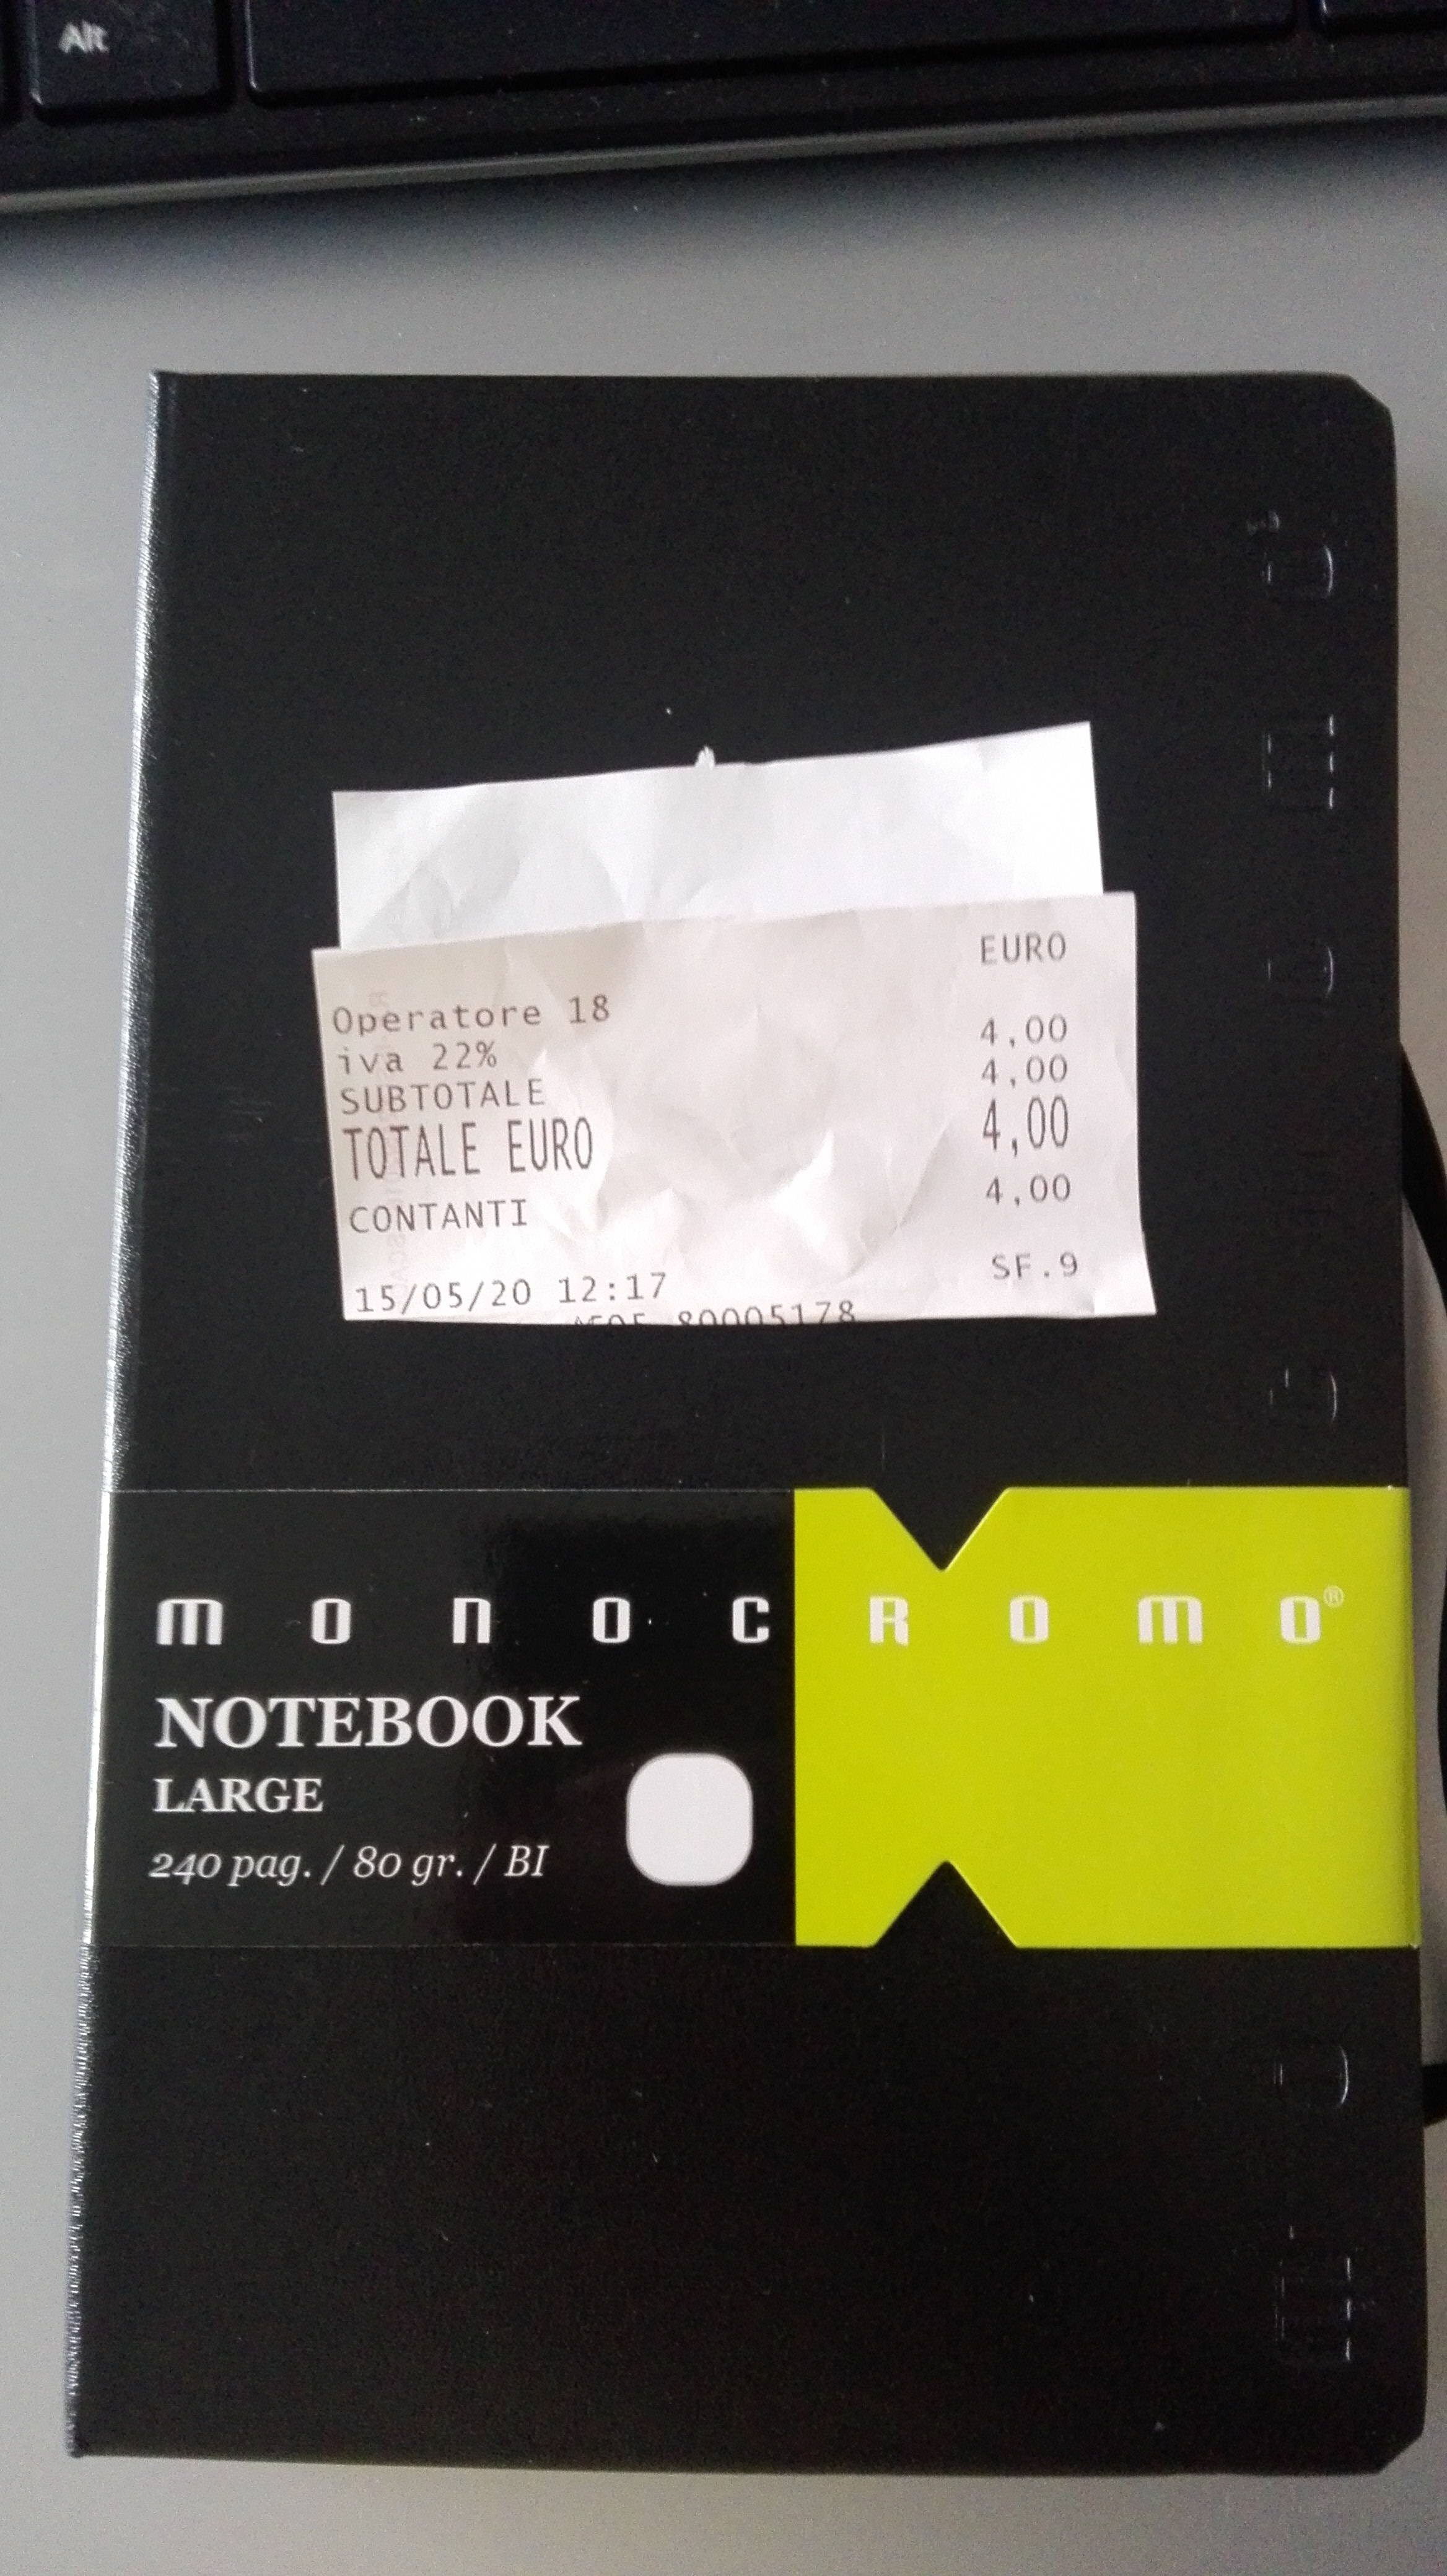 Alt
EURO
Operatore 18
iva 22% 4,00
SUBTOTALE 4,00
TOTALE EURO 4,00
CONTANTI 4,00
15/05/20 12:17 SF.9
80005178
MONOCROMO®
NOTEBOOK
LARGE
240 pag. / 80 gr. / BI